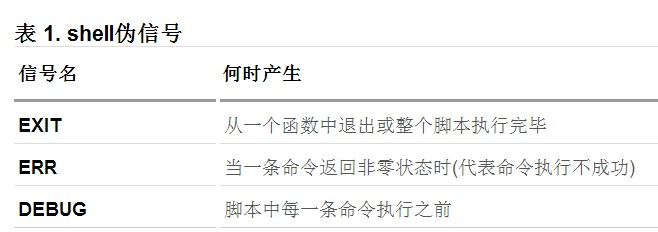 表 1. shell伪信号
信号名 何时产生
EXIT 从一个函数中退出或整个脚本执行完毕
ERR 当一条命令返回非零状态时(代表命令执行不成功)
DEBUG 脚本中每一条命令执行之前